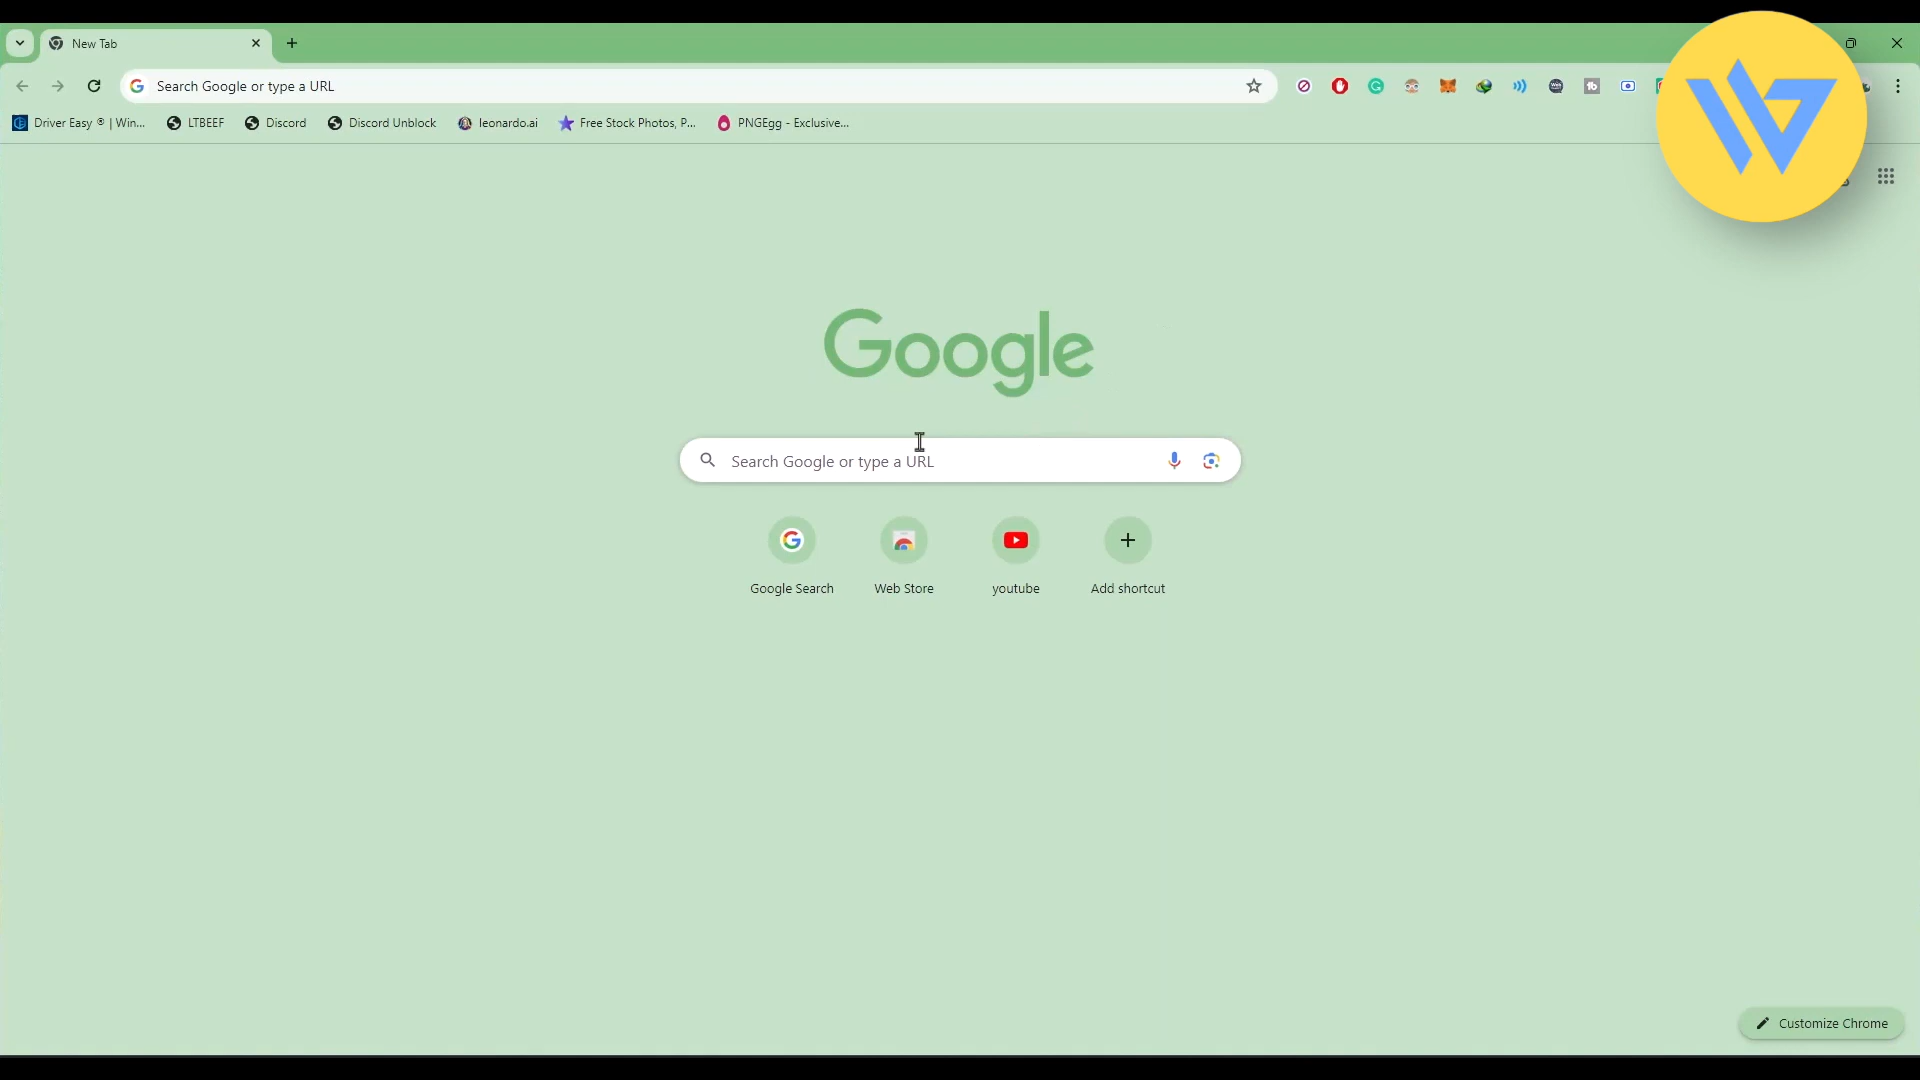 New Tab
Search Google or type a URL
Driver Easy ® | Win...
LTBEEF
Discord
Discord Unblock
leonardo.ai
Free Stock Photos, P...
PNGEgg - Exclusive...
Google
Search Google or type a URL
Google Search
Web Store
youtube
Add shortcut
Customize Chrome